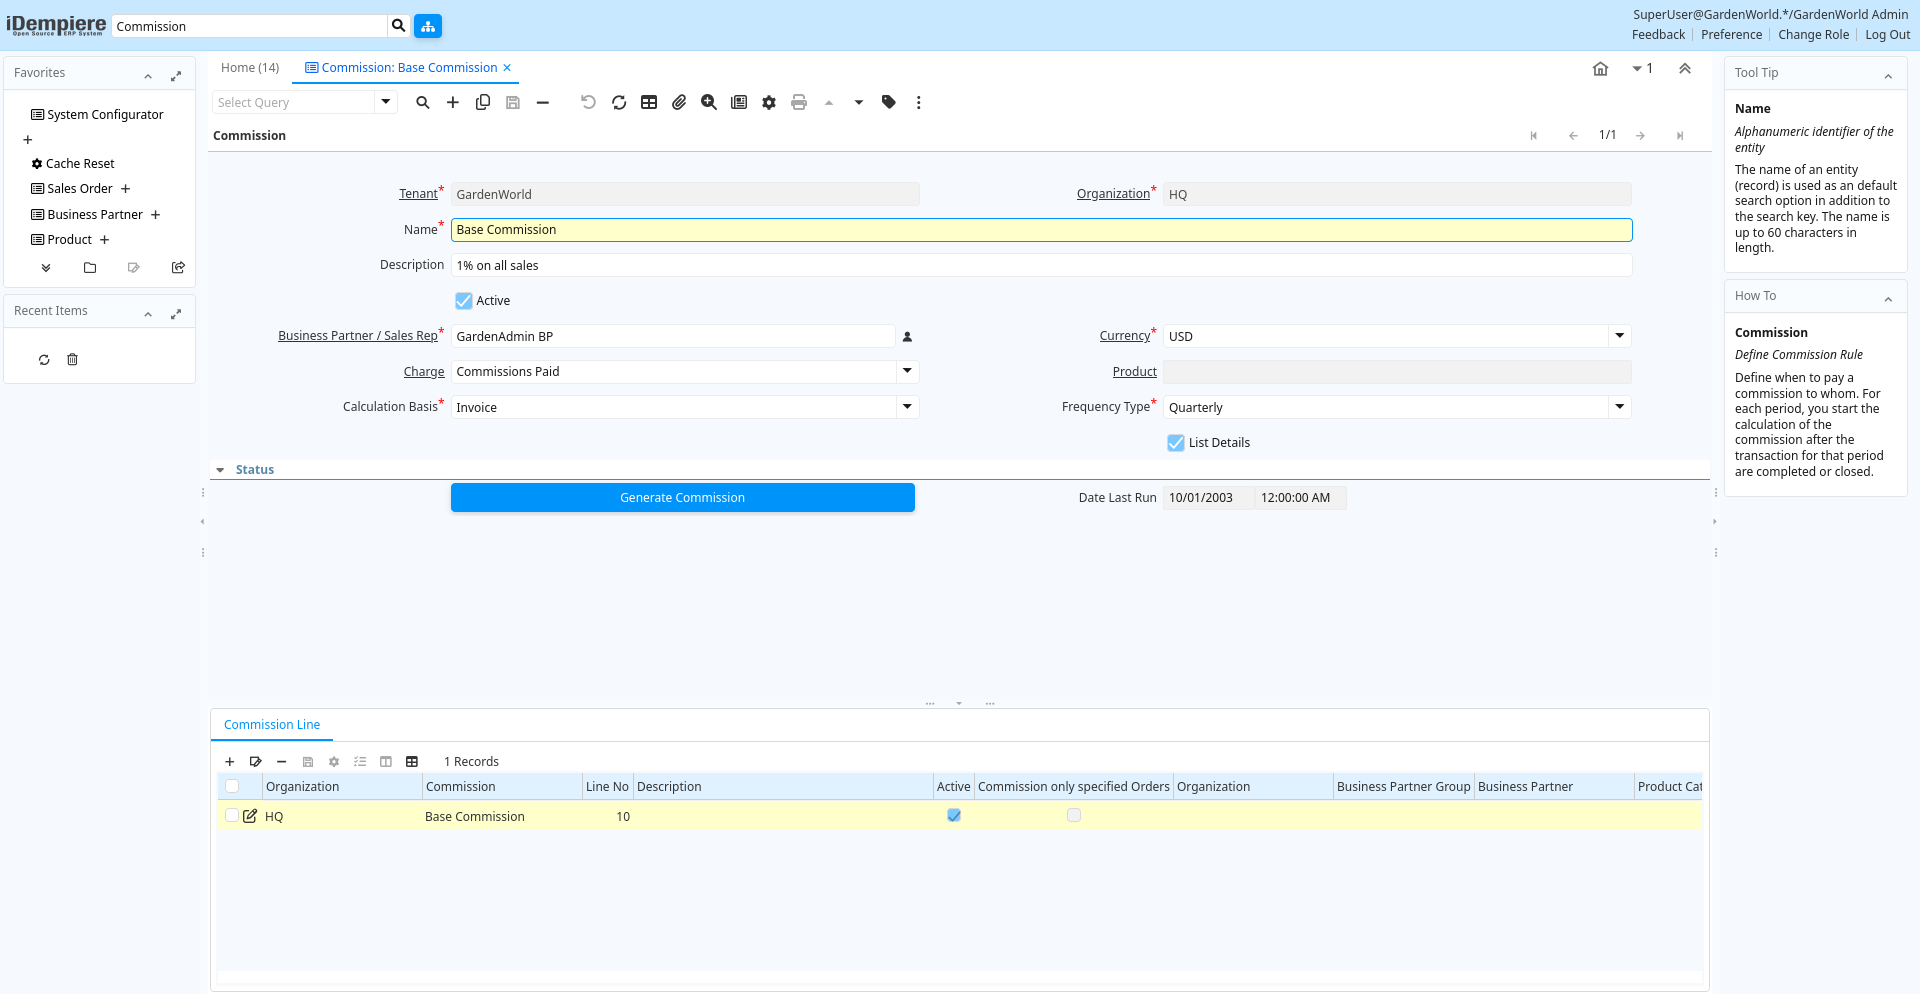 iDempiere
Open Source ERP System
Commission
SuperUser@GardenWorld.*/GardenWorld Admin
Feedback Preference Change Role Log Out
Favorites
System Configurator
Cache Reset
Sales Order
Business Partner
Product
Recent Items
Home (14)
Commission: Base Commission
1
Select Query
Commission
1/1
Tenant* GardenWorld
Organization* HQ
Name* Base Commission
Description 1% on all sales
Active
Business Partner / Sales Rep* GardenAdmin BP
Currency* USD
Charge Commissions Paid
Product
Calculation Basis* Invoice
Frequency Type* Quarterly
List Details
Status
Generate Commission
Date Last Run 10/01/2003 12:00:00 AM
Commission Line
1 Records
Organization Commission Line No Description Active Commission only specified Orders Organization Business Partner Group Business Partner Product Cat
HQ Base Commission 10
Tool Tip
Name
Alphanumeric identifier of the
entity
The name of an entity
(record) is used as an default
search option in addition to
the search key. The name is
up to 60 characters in
length.
How To
Commission
Define Commission Rule
Define when to pay a
commission to whom. For
each period, you start the
calculation of the
commission after the
transaction for that period
are completed or closed.